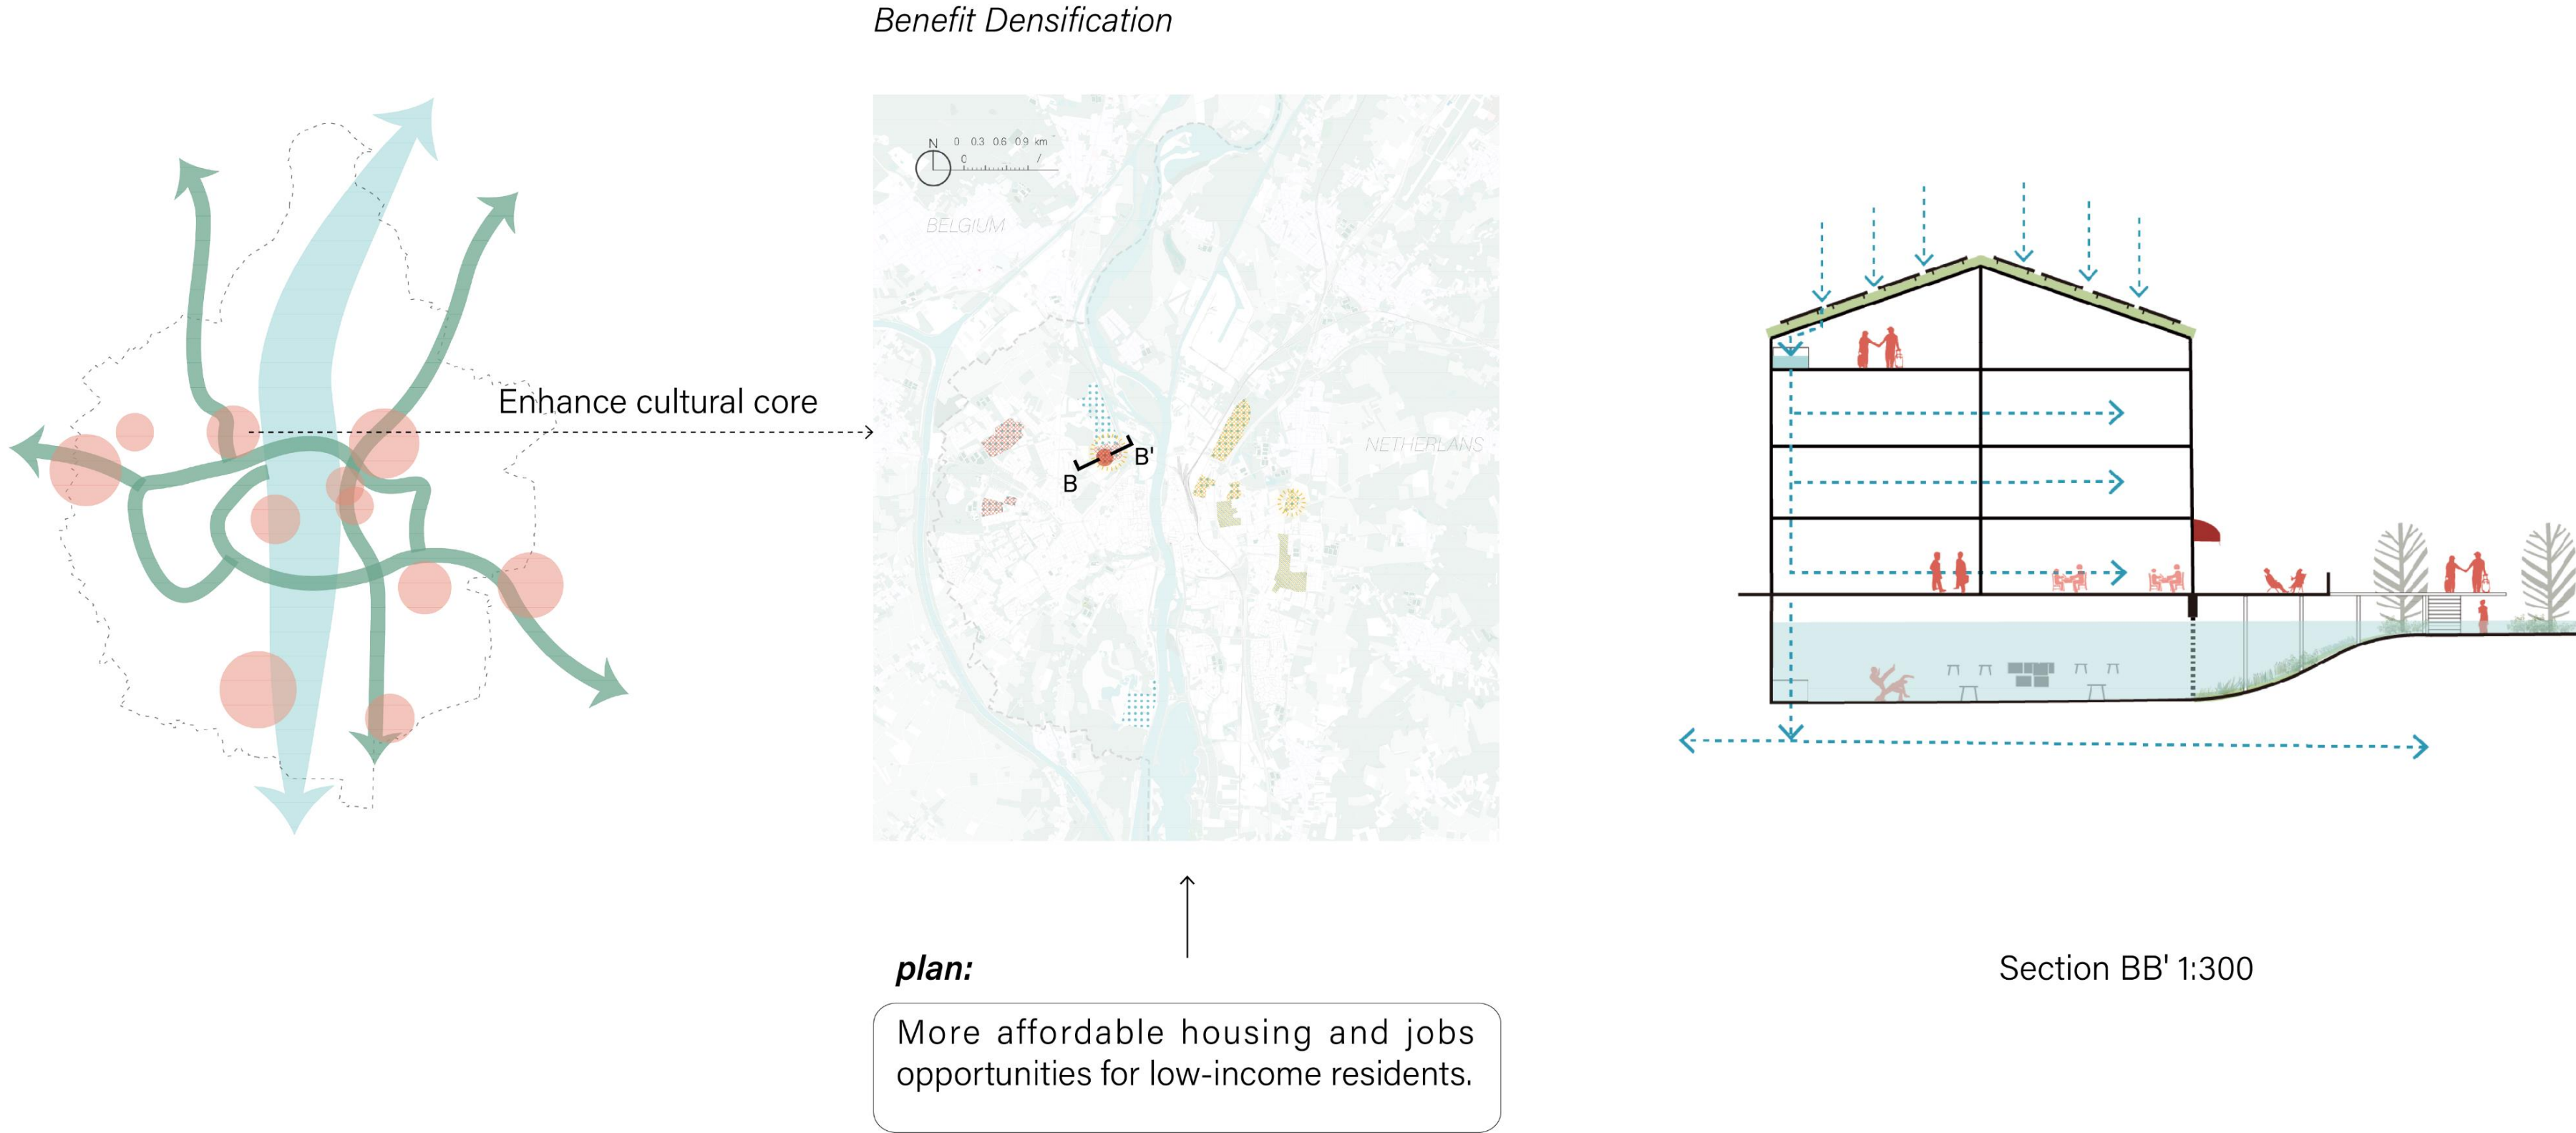 Benefit Densification
N 0 0.3 0.6 0.9 km
0
BELGIUM
Enhance cultural core
NETHERLANS
B'
B
plan:
More affordable housing and jobs
opportunities for low-income residents.
Section BB' 1:300